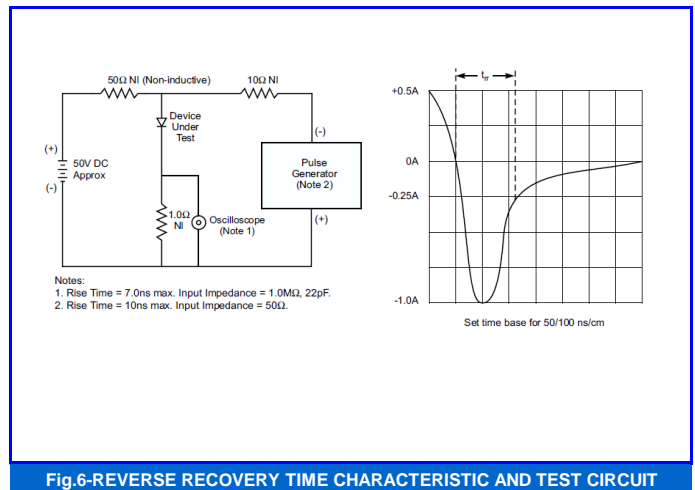 50Ω NI (Non-inductive)
10Ω NI
Device
Under
Test
(+)
50V DC
Approx
(-)
(-)
Pulse
Generator
(Note 2)
(+)
1.0Ω
NI
Oscilloscope
(Note 1)
Notes:
1. Rise Time = 7.0ns max. Input Impedance = 1.0MΩ, 22pF.
2. Rise Time = 10ns max. Input Impedance = 50Ω.
trr
+0.5A
0A
-0.25A
-1.0A
Set time base for 50/100 ns/cm
Fig.6-REVERSE RECOVERY TIME CHARACTERISTIC AND TEST CIRCUIT